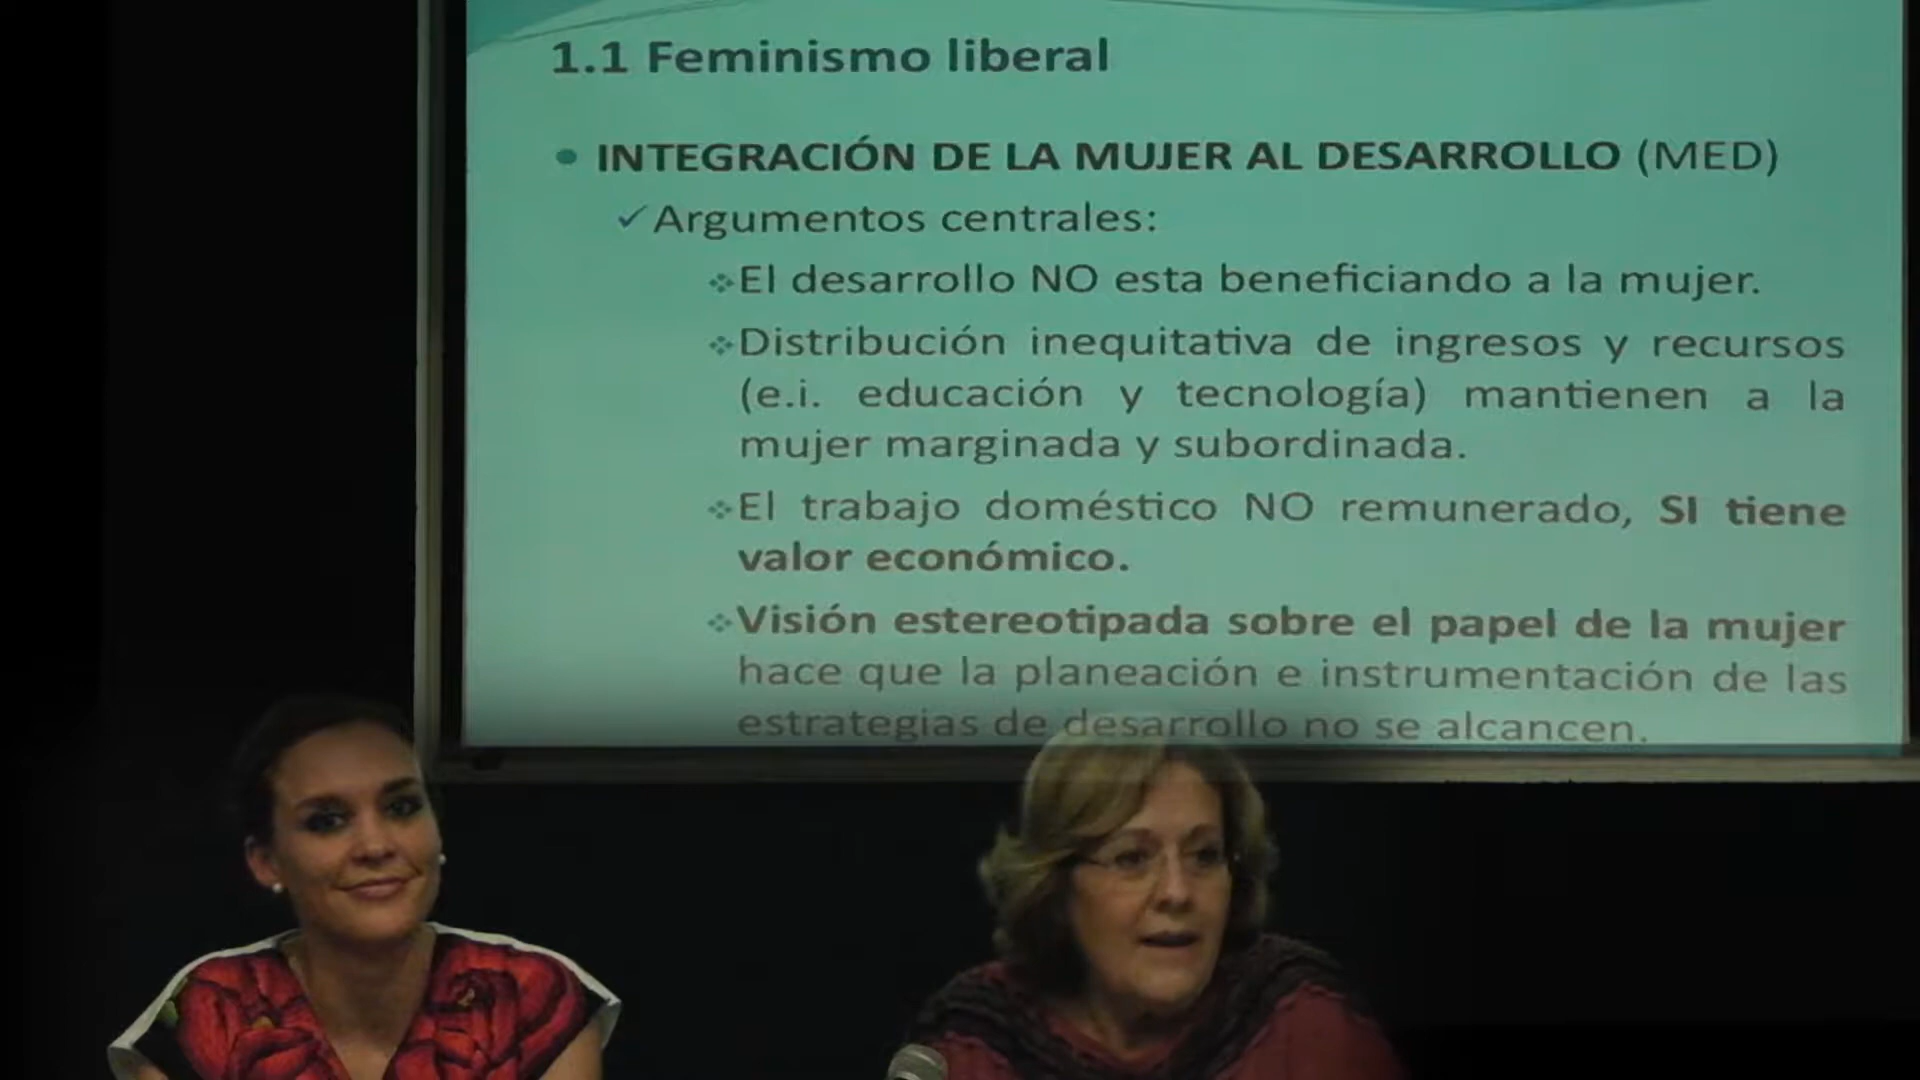 1.1 Feminismo liberal
• INTEGRACIÓN DE LA MUJER AL DESARROLLO (MED)
✓Argumentos centrales:
❖El desarrollo NO esta beneficiando a la mujer.
❖Distribución inequitativa de ingresos y recursos
(e.i. educación y tecnología) mantienen a la
mujer marginada y subordinada.
❖El trabajo doméstico NO remunerado, SI tiene
valor económico.
❖Visión estereotipada sobre el papel de la mujer
hace que la planeación e instrumentación de las
estrategias de desarrollo no se alcancen.